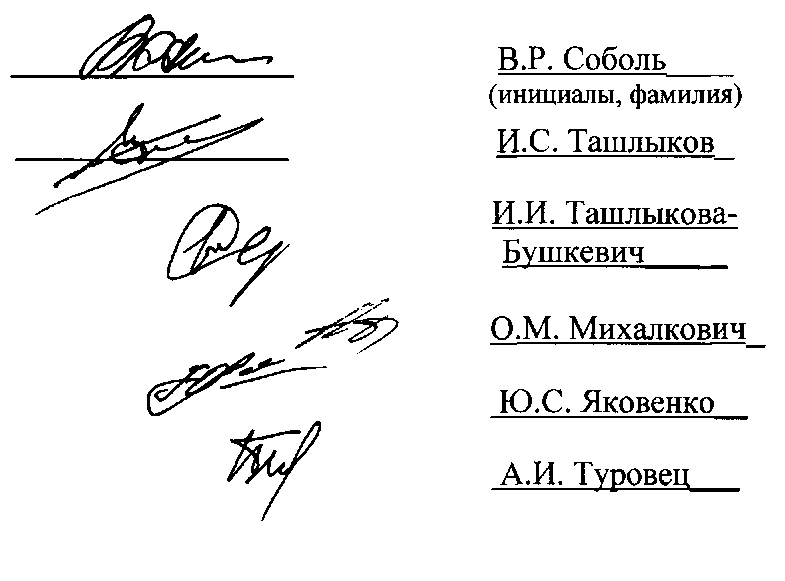 В.Р. Соболь
(инициалы, фамилия)
И.С. Ташлыков
И.И. Ташлыкова-
Бушкевич
О.М. Михалкович
Ю.С. Яковенко
А.И. Туровец